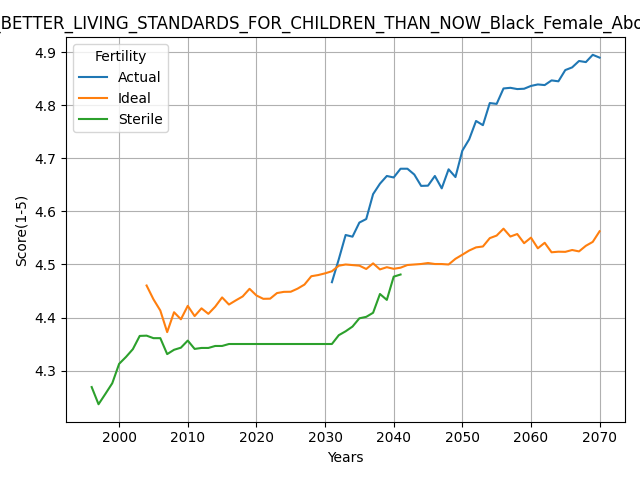 _BETTER_LIVING_STANDARDS_FOR_CHILDREN_THAN_NOW_Black_Female_Abo
Fertility
Actual
Ideal
Sterile
Score(1-5)
4.9
4.8
4.7
4.6
4.5
4.4
4.3
2000 2010 2020 2030 2040 2050 2060 2070
Years